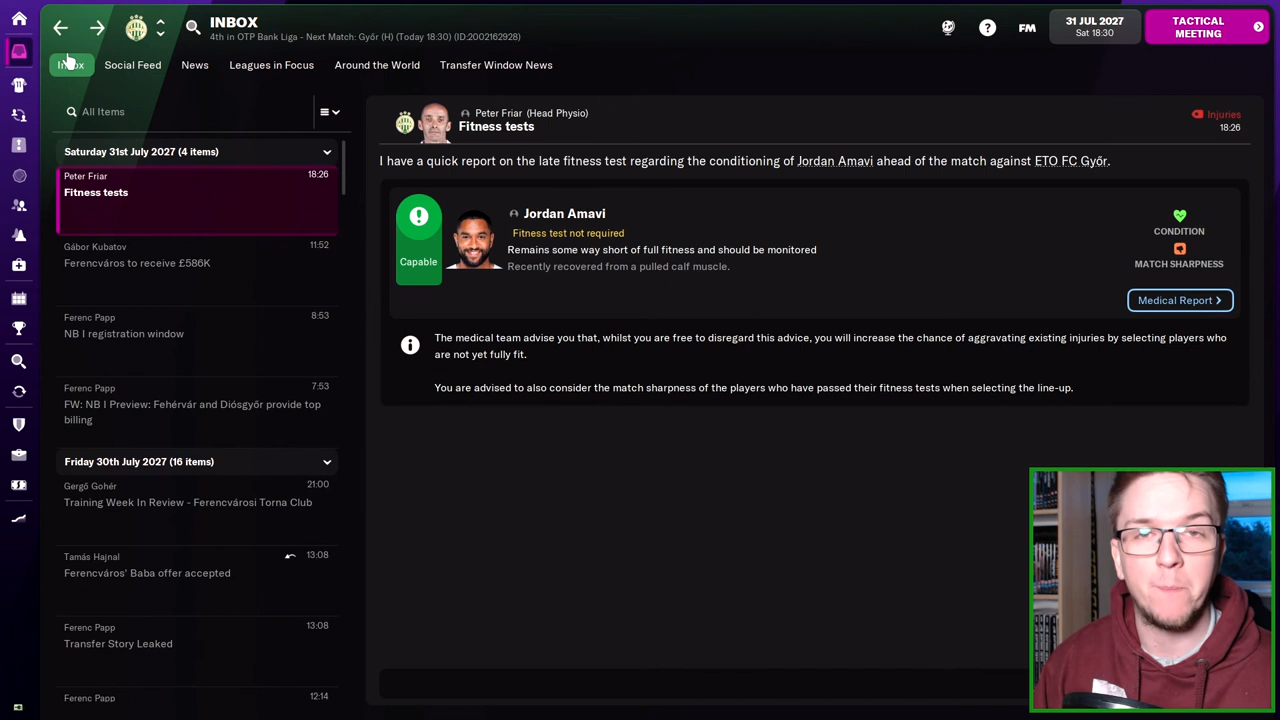 INBOX
4th in OTP Bank Liga - Next Match: Győr (H) (Today 18:30) (ID:2002162928)
?
FM
31 JUL 2027
Sat 18:30
TACTICAL
MEETING
Inbox
Social Feed
News
Leagues in Focus
Around the World
Transfer Window News
All Items
Saturday 31st July 2027 (4 items)
Peter Friar
18:26
Fitness tests
Gábor Kubatov
11:52
Ferencváros to receive £586K
Ferenc Papp
8:53
NB I registration window
Ferenc Papp
7:53
FW: NB I Preview: Fehérvár and Diósgyőr provide top
billing
Friday 30th July 2027 (16 items)
Gergő Gohér
21:00
Training Week In Review - Ferencvárosi Torna Club
Tamás Hajnal
13:08
Ferencváros' Baba offer accepted
Ferenc Papp
13:08
Transfer Story Leaked
Ferenc Papp
12:14
Peter Friar (Head Physio)
Fitness tests
Injuries
18:26
I have a quick report on the late fitness test regarding the conditioning of Jordan Amavi ahead of the match against ETO FC Győr.
Capable
Jordan Amavi
Fitness test not required
Remains some way short of full fitness and should be monitored
Recently recovered from a pulled calf muscle.
CONDITION
MATCH SHARPNESS
Medical Report
The medical team advise you that, whilst you are free to disregard this advice, you will increase the chance of aggravating existing injuries by selecting players who
are not yet fully fit.
You are advised to also consider the match sharpness of the players who have passed their fitness tests when selecting the line-up.